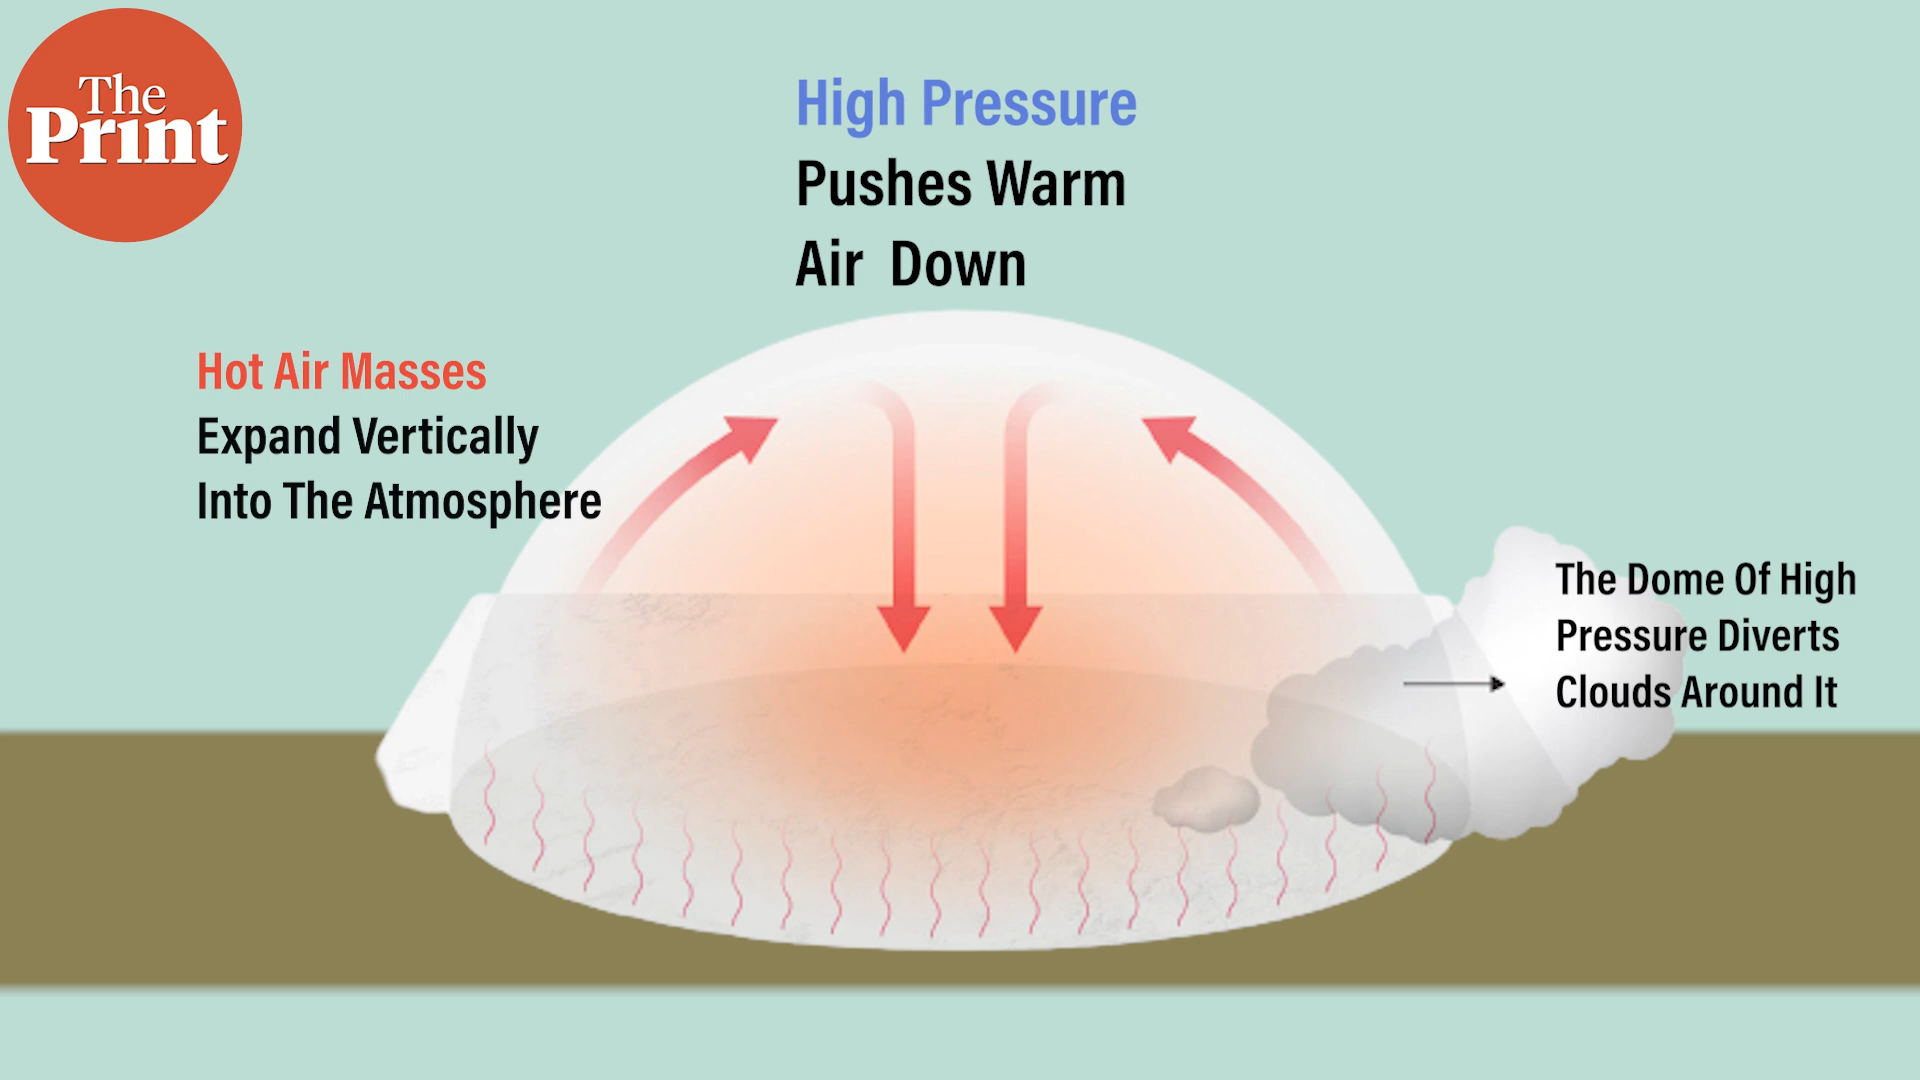 The
Print
High Pressure
Pushes Warm
Air Down
Hot Air Masses
Expand Vertically
Into The Atmosphere
The Dome Of High
Pressure Diverts
Clouds Around It